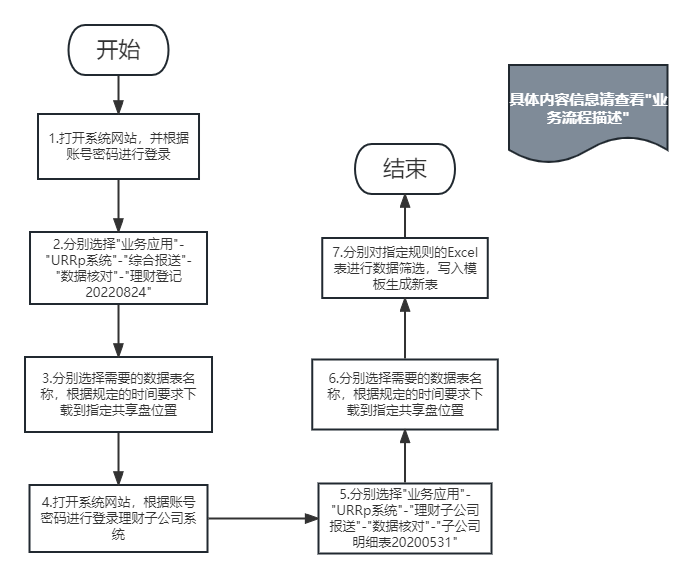 开始
1.打开系统网站，并根据
账号密码进行登录
2.分别选择"业务应用"-
"URRp系统"-"综合报送"-
"数据核对"-"理财登记
20220824"
3.分别选择需要的数据表名
称，根据规定的时间要求下
载到指定共享盘位置
4.打开系统网站，根据账号
密码进行登录理财子公司系
统
5.分别选择"业务应用"-
"URRp系统"-"理财子公司
报送"-"数据核对"-"子公司
明细表20200531"
6.分别选择需要的数据表名
称，根据规定的时间要求下
载到指定共享盘位置
7.分别对指定规则的Excel
表进行数据筛选，写入模
板生成新表
结束
具体内容信息请查看"业
务流程描述"